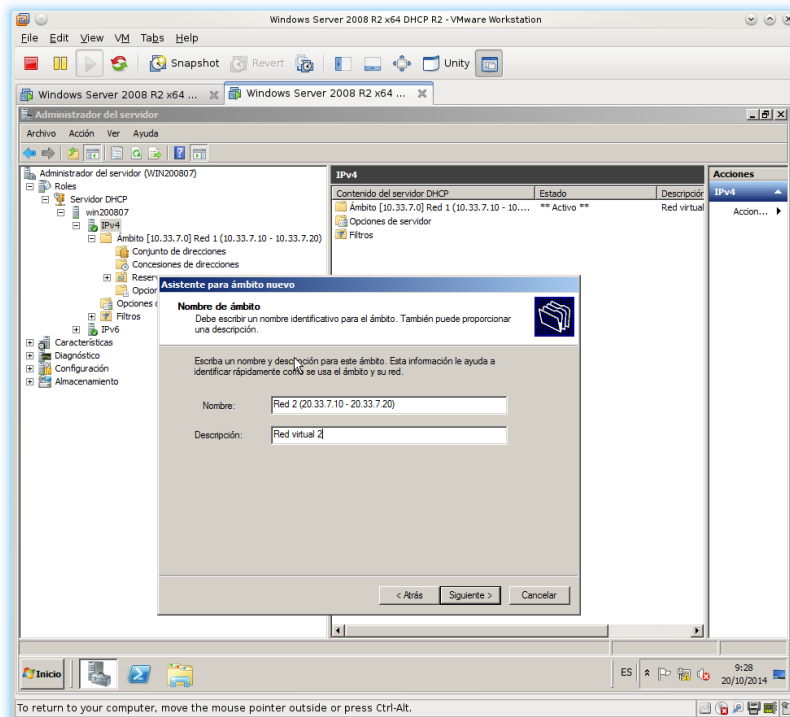 Windows Server 2008 R2 x64 DHCP R2 - VMware Workstation
File Edit View VM Tabs Help
Snapshot Revert Unity
Windows Server 2008 R2 x64 ... Windows Server 2008 R2 x64 ...
Administrador del servidor
Archivo Acción Ver Ayuda
Administrador del servidor (WIN200807)
Roles
Servidor DHCP
win200807
IPv4
Ámbito [10.33.7.0] Red 1 (10.33.7.10 - 10.33.7.20)
Conjunto de direcciones
Concesiones de direcciones
Reser
Opcion
Opciones
Filtros
IPv6
Características
Diagnóstico
Configuración
Almacenamiento
IPv4
Contenido del servidor DHCP Estado Descripción
Ámbito [10.33.7.0] Red 1 (10.33.7.10 - 10.... ** Activo ** Red virtual
Opciones de servidor
Filtros
Acciones
IPv4
Accion...
Asistente para ámbito nuevo
Nombre de ámbito
Debe escribir un nombre identificativo para el ámbito. También puede proporcionar
una descripción.
Escriba un nombre y descripción para este ámbito. Esta información le ayuda a
identificar rápidamente cómo se usa el ámbito y su red.
Nombre: Red 2 (20.33.7.10 - 20.33.7.20)
Descripción: Red virtual 2
< Atrás Siguiente > Cancelar
Inicio ES 9:28
20/10/2014
To return to your computer, move the mouse pointer outside or press Ctrl-Alt.